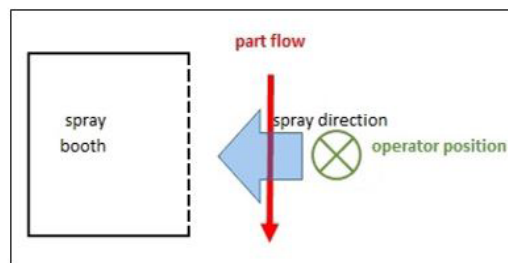 part flow
spray
booth
spray direction
operator position